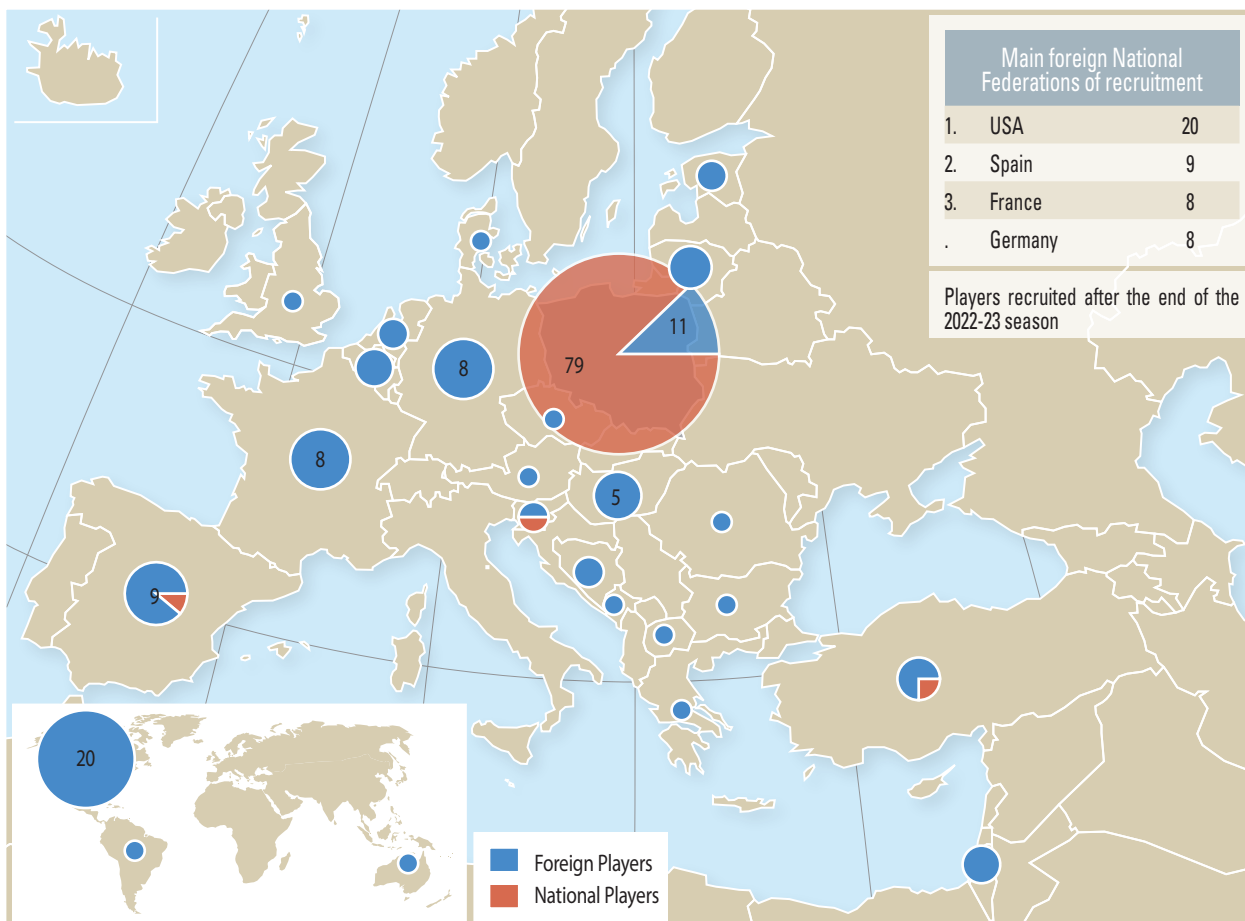 Main foreign National
Federations of recruitment
1. USA 20
2. Spain 9
3. France 8
. Germany 8
Players recruited after the end of the
2022-23 season
11
79
8
8
5
9
20
Foreign Players
National Players